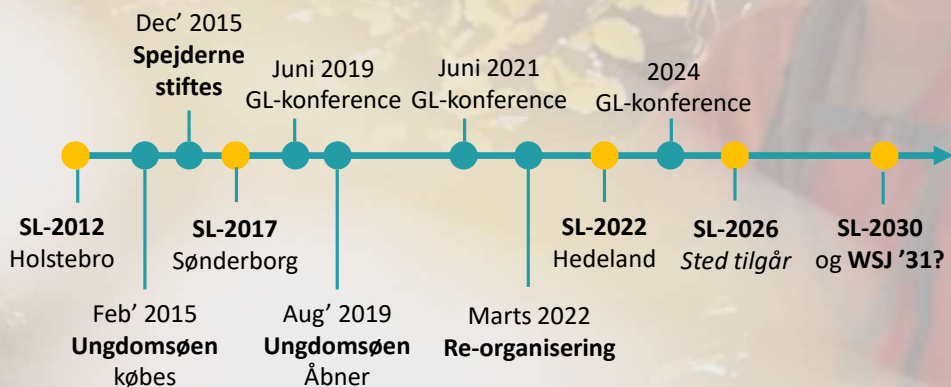 Dec’ 2015
Spejderne
stiftes
Juni 2019
GL-konference
Juni 2021
GL-konference
2024
GL-konference
SL-2012
Holstebro
SL-2017
Sønderborg
SL-2022
Hedeland
SL-2026
Sted tilgår
SL-2030
og WSJ ’31?
Feb’ 2015
Ungdomsøen
købes
Aug’ 2019
Ungdomsøen
Åbner
Marts 2022
Re-organisering